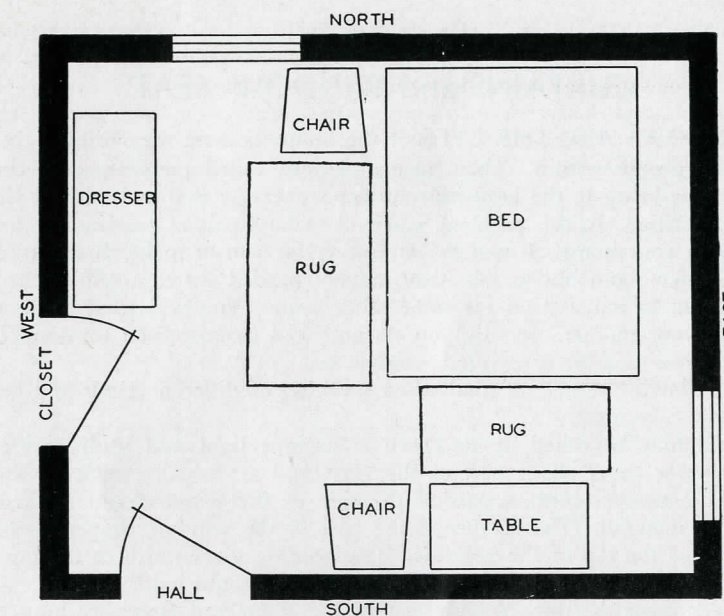 NORTH
CHAIR
DRESSER
BED
RUG
WEST
CLOSET
RUG
CHAIR
TABLE
HALL
SOUTH